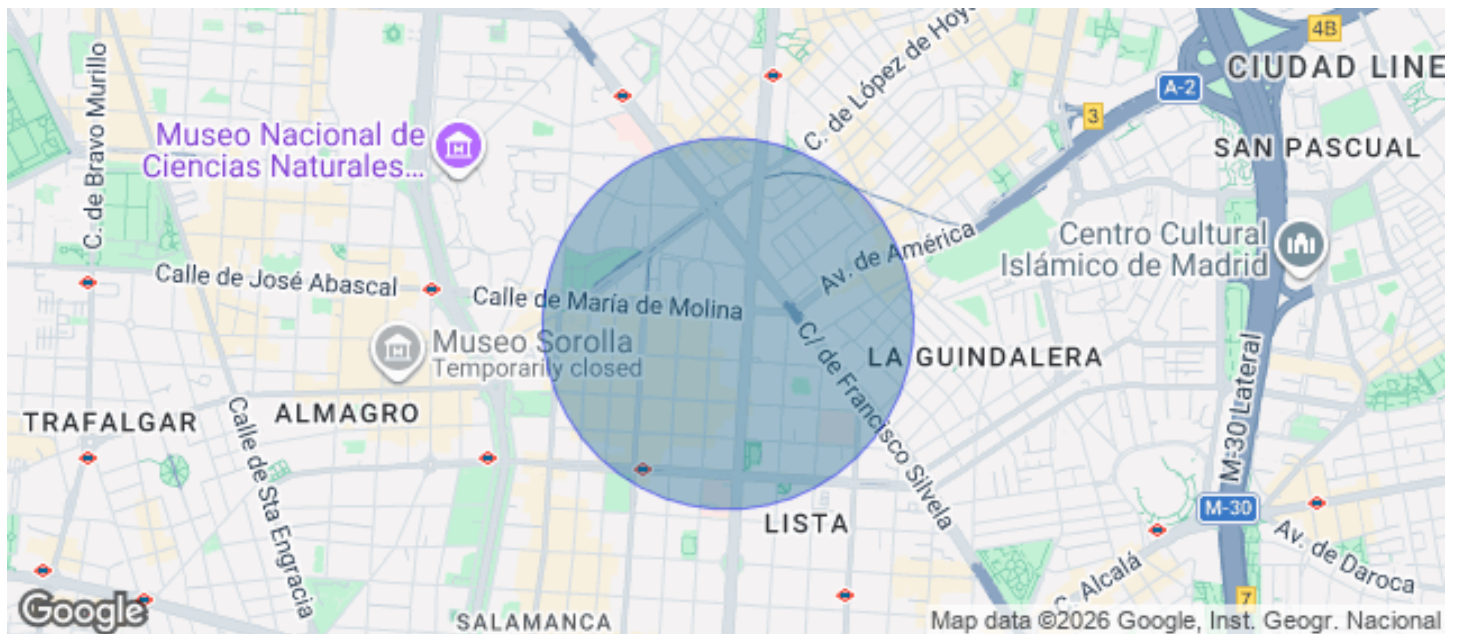 4B
CIUDAD LINE
C. de López de Hoyo
A-2
C. de Bravo Murillo
3
Museo Nacional de
Ciencias Naturales...
SAN PASCUAL
Centro Cultural
Islámico de Madrid
Av. de América
Calle de José Abascal
Calle de María de Molina
Museo Sorolla
Temporarily closed
C/ de Francisco Silvela
LA GUINDALERA
M-30 Lateral
TRAFALGAR
ALMAGRO
Calle de Sta Engracia
M-30
LISTA
Av. de Daroca
C. Alcalá
7
Google
SALAMANCA
Map data ©2026 Google, Inst. Geogr. Nacional